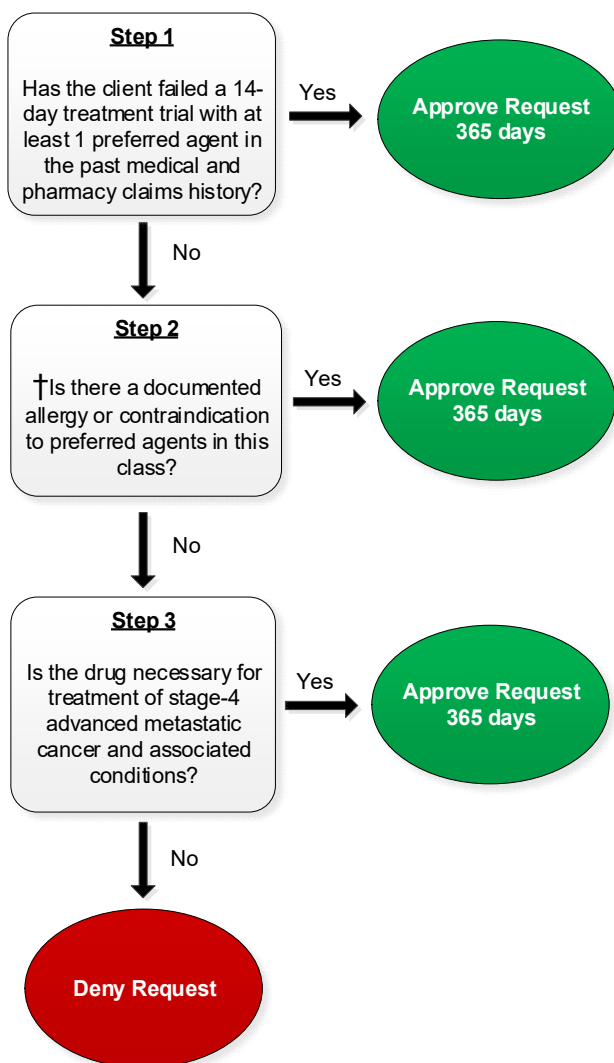 Step 1
Has the client failed a 14-
day treatment trial with at
least 1 preferred agent in
the past medical and
pharmacy claims history?
Yes
Approve Request
365 days
No
Step 2
†Is there a documented
allergy or contraindication
to preferred agents in this
class?
Yes
Approve Request
365 days
No
Step 3
Is the drug necessary for
treatment of stage-4
advanced metastatic
cancer and associated
conditions?
Yes
Approve Request
365 days
No
Deny Request